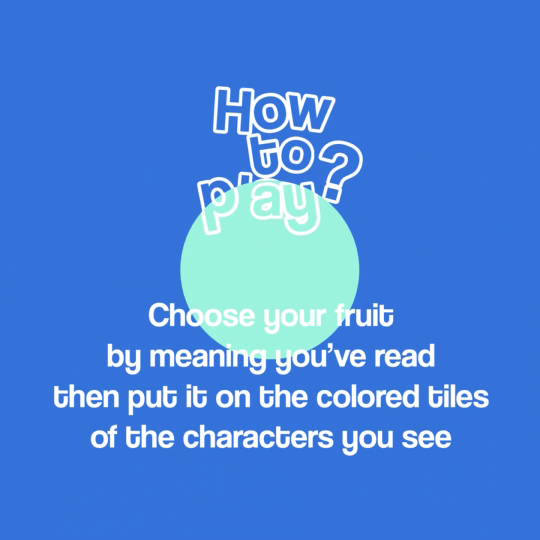 How
to
play?
Choose your fruit
by meaning you've read
then put it on the colored tiles
of the characters you see